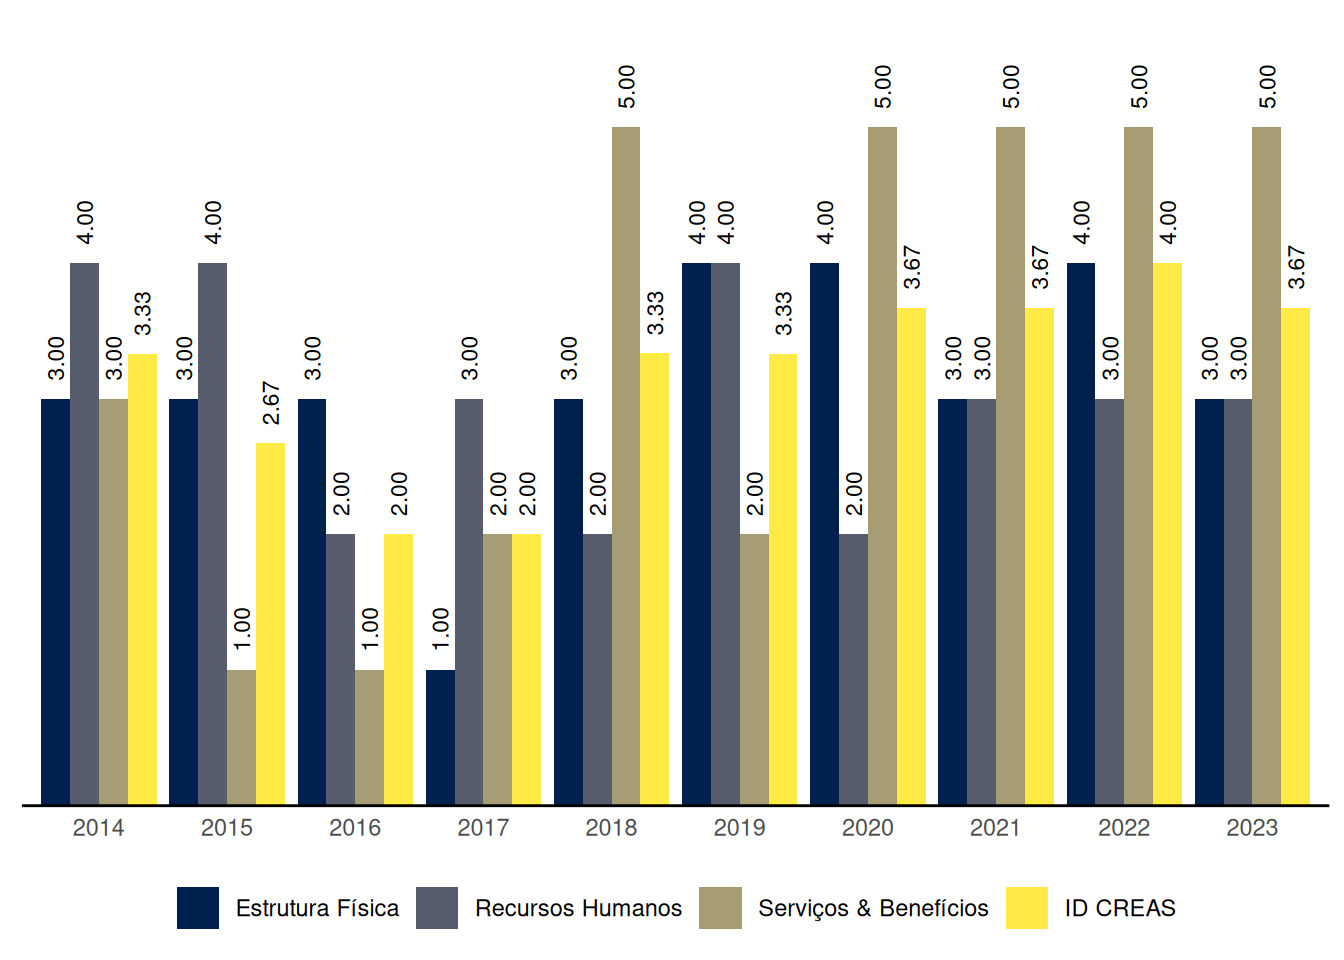 3.00 4.00 3.00 3.33 3.00 4.00 1.00 2.67 3.00 2.00 1.00 2.00 1.00 3.00 2.00 2.00 3.00 2.00 5.00 3.33 4.00 4.00 2.00 3.33 4.00 2.00 5.00 3.67 3.00 3.00 5.00 3.67 4.00 3.00 5.00 4.00 3.00 3.00 5.00 3.67
2014 2015 2016 2017 2018 2019 2020 2021 2022 2023
Estrutura Física Recursos Humanos Serviços & Benefícios ID CREAS